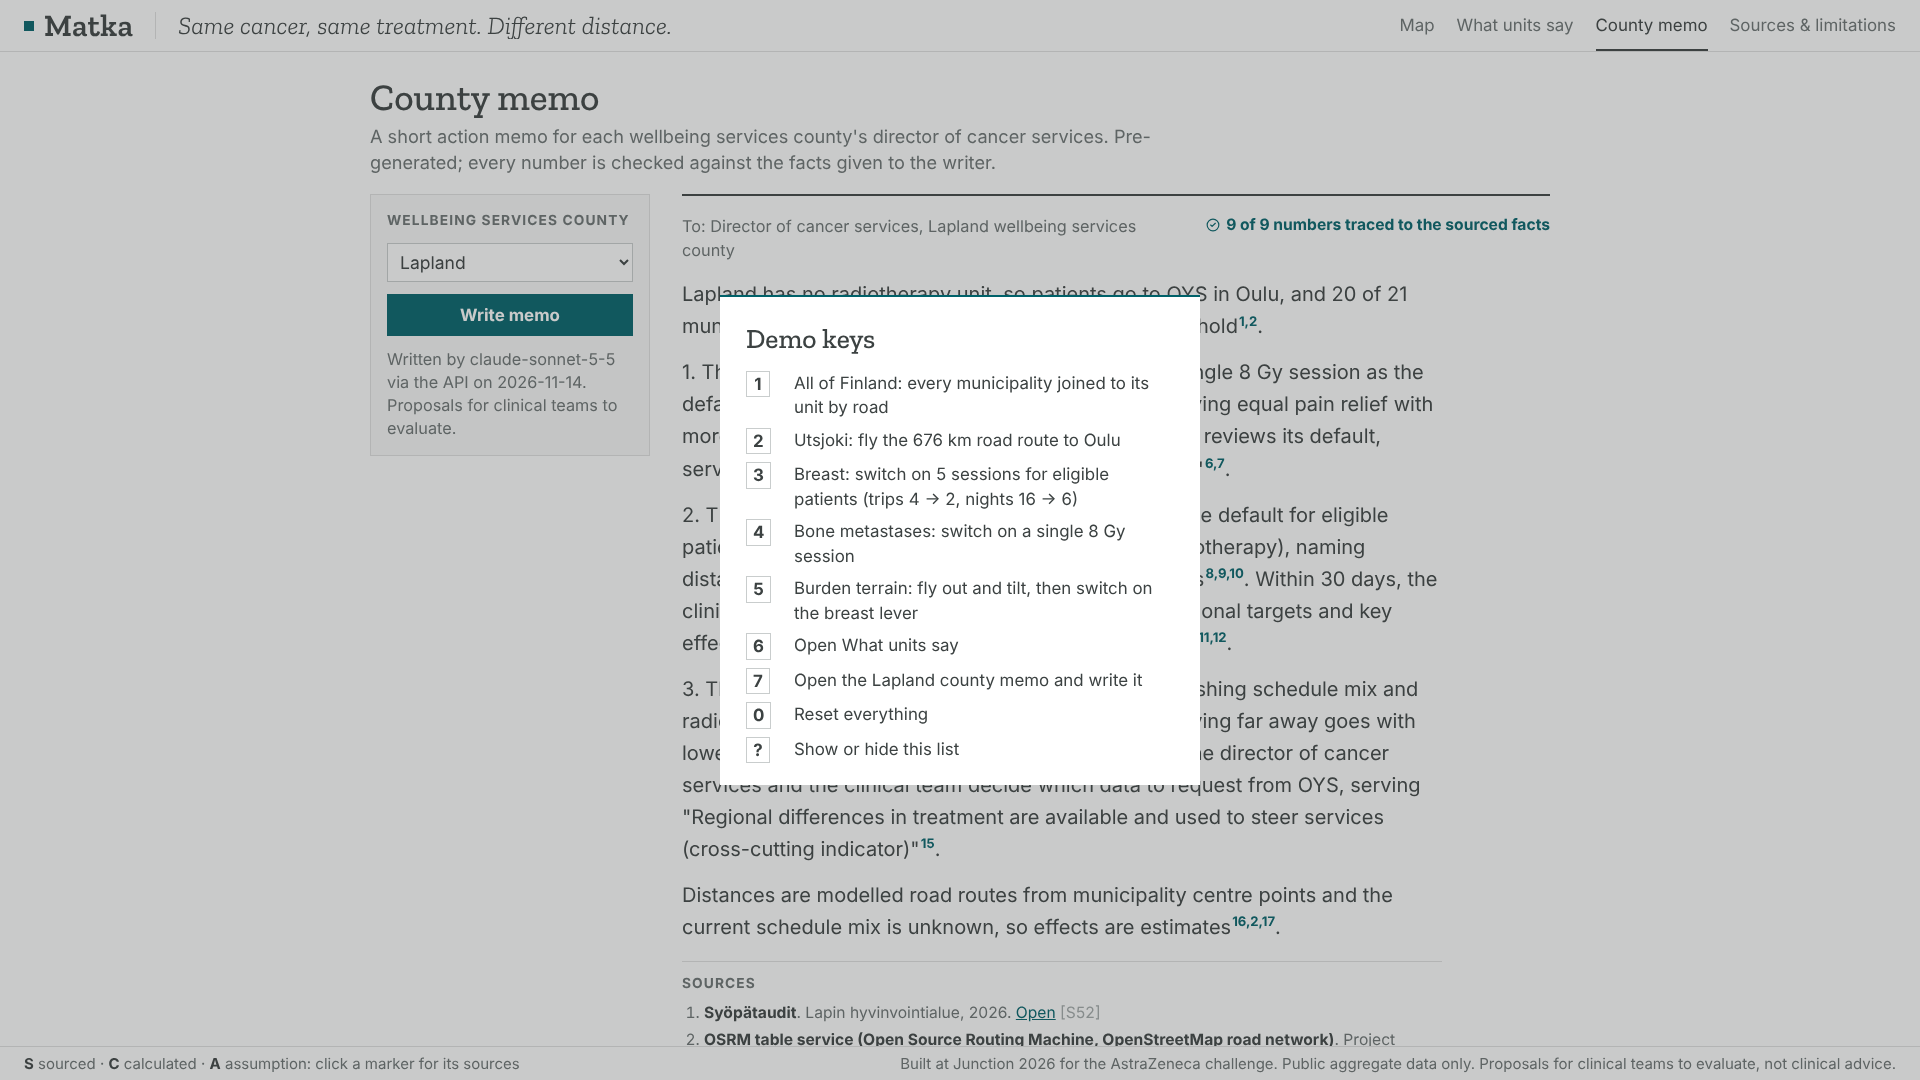 Matka
Same cancer, same treatment. Different distance.
Map
What units say
County memo
Sources & limitations
County memo
A short action memo for each wellbeing services county's director of cancer services. Pre-
generated; every number is checked against the facts given to the writer.
WELLBEING SERVICES COUNTY
Lapland
Write memo
Written by claude-sonnet-5-5
via the API on 2026-11-14.
Proposals for clinical teams to
evaluate.
To: Director of cancer services, Lapland wellbeing services
county
9 of 9 numbers traced to the sourced facts
Lapland has no radiotherapy unit, so patients go to OYS in Oulu, and 20 of 21
hold1,2.
1. ngle 8 Gy session as the
ving equal pain relief with
reviews its default,
6,7.
2. e default for eligible
otherapy), naming
8,9,10. Within 30 days, the
onal targets and key
11,12.
3. shing schedule mix and
ving far away goes with
e director of cancer
services and the clinical team decide which data to request from OYS, serving
"Regional differences in treatment are available and used to steer services
(cross-cutting indicator)"15.
Distances are modelled road routes from municipality centre points and the
current schedule mix is unknown, so effects are estimates16,2,17.
SOURCES
1. Syöpätaudit. Lapin hyvinvointialue, 2026. Open [S52]
2. OSRM table service (Open Source Routing Machine, OpenStreetMap road network). Project
Demo keys
1 All of Finland: every municipality joined to its
unit by road
2 Utsjoki: fly the 676 km road route to Oulu
3 Breast: switch on 5 sessions for eligible
patients (trips 4 → 2, nights 16 → 6)
4 Bone metastases: switch on a single 8 Gy
session
5 Burden terrain: fly out and tilt, then switch on
the breast lever
6 Open What units say
7 Open the Lapland county memo and write it
0 Reset everything
? Show or hide this list
S sourced · C calculated · A assumption: click a marker for its sources
Built at Junction 2026 for the AstraZeneca challenge. Public aggregate data only. Proposals for clinical teams to evaluate, not clinical advice.